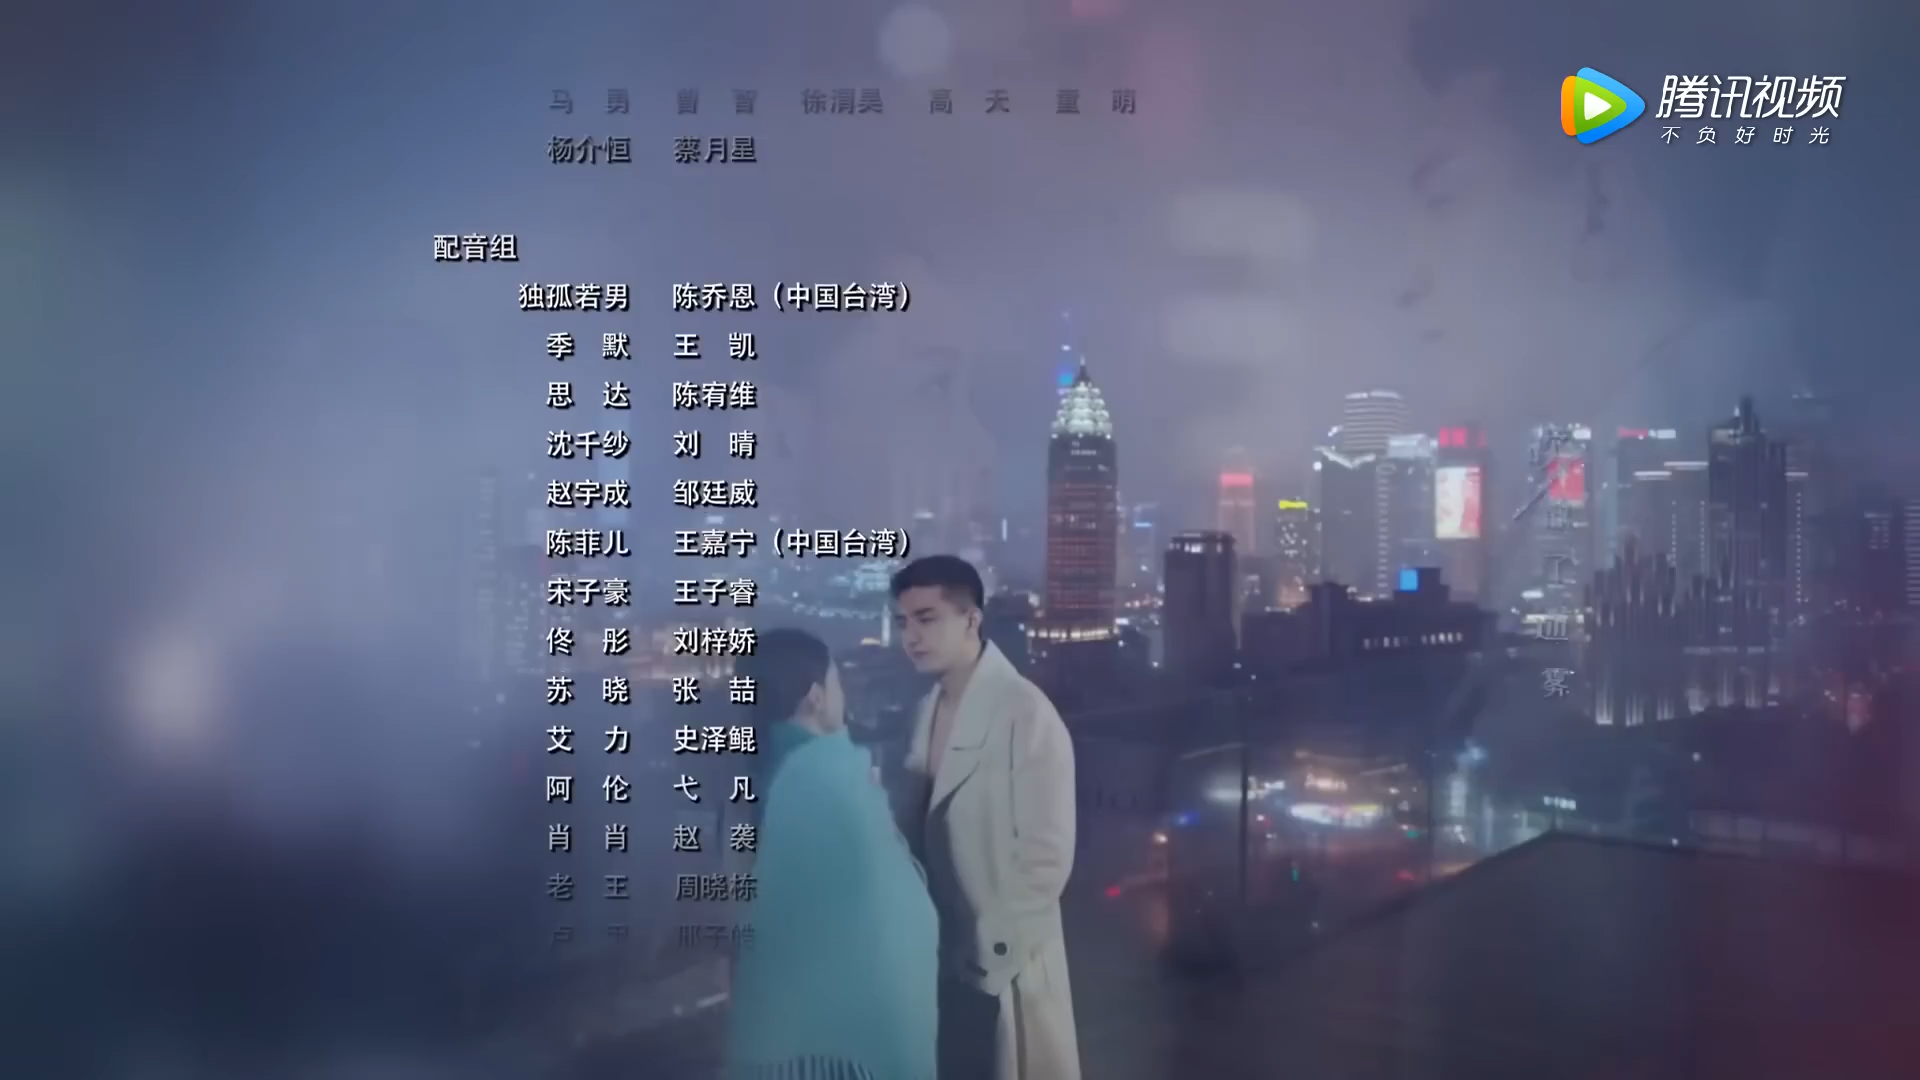 马　勇　曾　智　徐消昊　高　天　童　萌
杨介恒　蔡月星
腾讯视频
不负好时光
配音组
独孤若男　陈乔恩（中国台湾）
季　默　王　凯
思　达　陈宥维
沈千纱　刘　晴
赵宇成　邹廷威
陈菲儿　王嘉宁（中国台湾）
宋子豪　王子睿
佟　彤　刘梓娇
苏　晓　张　喆
艾　力　史泽鲲
阿　伦　弋　凡
肖　肖　赵　袭
老　王　周晓栋